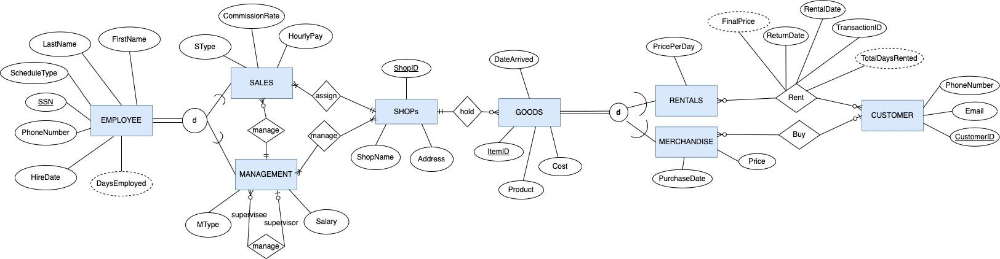 RentalDate
CommissionRate
FinalPrice
TransactionID
HourlyPay
ReturnDate
FirstName
LastName
SType
PricePerDay
TotalDaysRented
DateArrived
ShopID
ScheduleType
SALES
PhoneNumber
assign
Rent
RENTALS
SSN
SHOPs
hold
GOODS
d
Email
CUSTOMER
EMPLOYEE
d
manage
PhoneNumber
manage
Buy
CustomerID
MERCHANDISE
ItemID
ShopName
Address
Price
Cost
MANAGEMENT
HireDate
DaysEmployed
PurchaseDate
Product
supervisee
supervisor
Salary
MType
manage